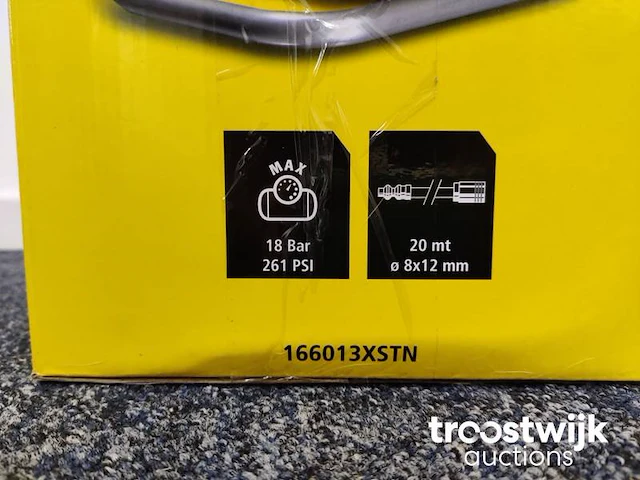 MAX
18 Bar
261 PSI
20 mt
ø 8x12 mm
166013XSTN
troostwijk
auctions